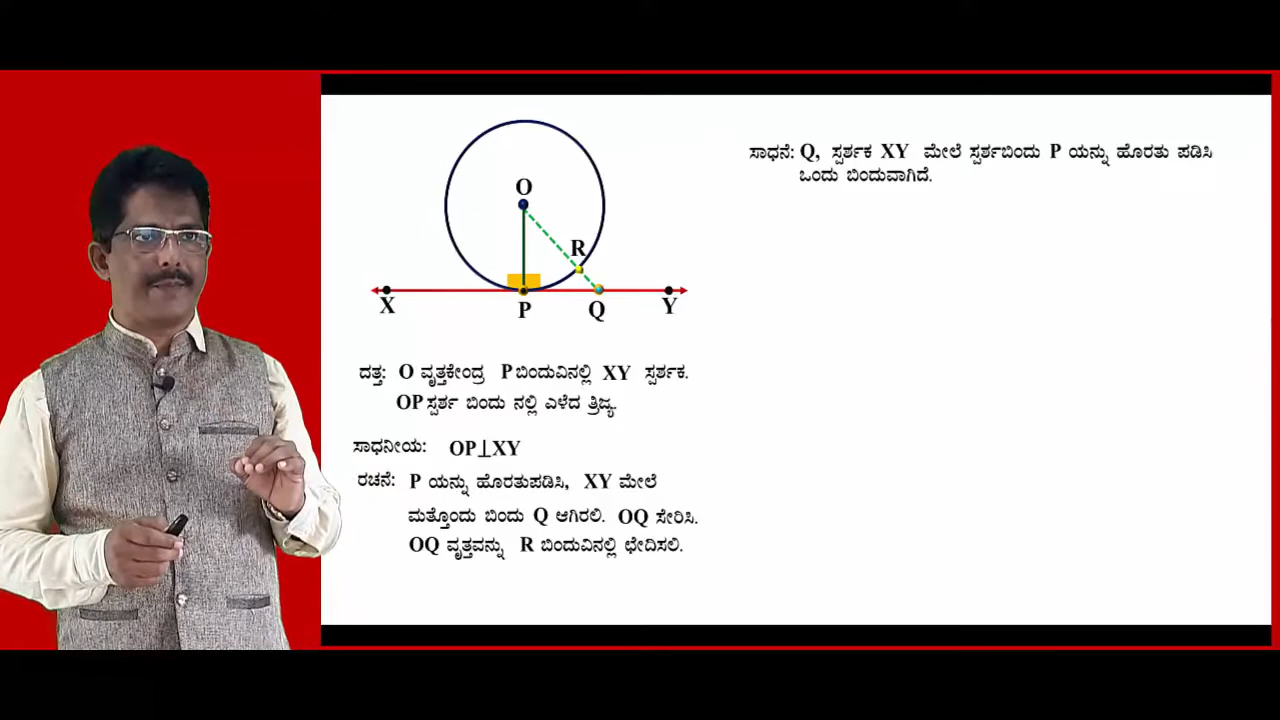 O
R
X
P
Q
Y
ದತ್ತ: O ವೃತ್ತಕೇಂದ್ರ P ಬಿಂದುವಿನಲ್ಲಿ XY ಸ್ಪರ್ಶಕ.
OP ಸ್ಪರ್ಶ ಬಿಂದು ನಲ್ಲಿ ಎಳೆದ ತ್ರಿಜ್ಯ.
ಸಾಧನೀಯ: OP⊥XY
ರಚನೆ: P ಯನ್ನು ಹೊರತುಪಡಿಸಿ, XY ಮೇಲೆ
ಮತ್ತೊಂದು ಬಿಂದು Q ಆಗಿರಲಿ. OQ ಸೇರಿಸಿ.
OQ ವೃತ್ತವನ್ನು R ಬಿಂದುವಿನಲ್ಲಿ ಛೇದಿಸಲಿ.
ಸಾಧನೆ: Q, ಸ್ಪರ್ಶಕ XY ಮೇಲೆ ಸ್ಪರ್ಶಬಿಂದು P ಯನ್ನು ಹೊರತು ಪಡಿಸಿ
ಒಂದು ಬಿಂದುವಾಗಿದೆ.